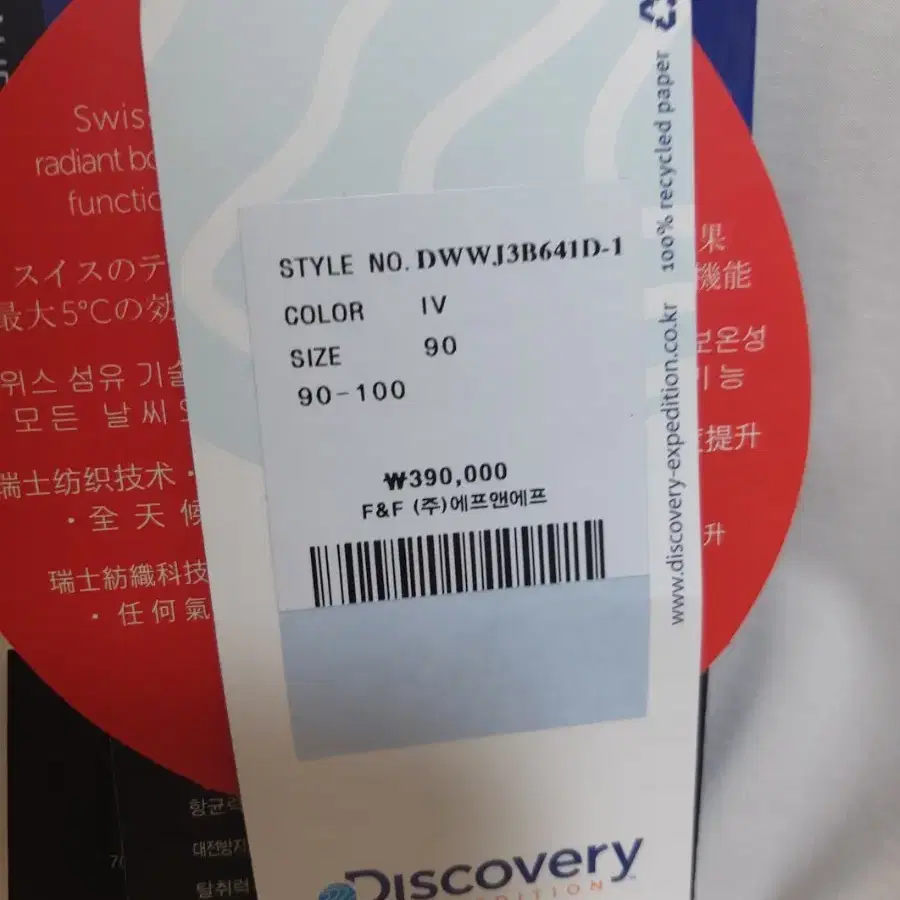 Swis
radiant bo
functio
スイスのテ
最大5°Cの効
위스 섬유 기술
모든 날씨
瑞士纺织技术・
・全天候
瑞士紡織科技
・任何氣
STYLE NO. DWWJ3B641D-1
COLOR IV
SIZE 90
90-100
₩390,000
F&F (주)에프앤에프
100% recycled paper
www.discovery-expedition.co.kr
果
機能
보온성
기능
提升
升
항균력
대전방지
탈취력
DISCOVERY
EDITION